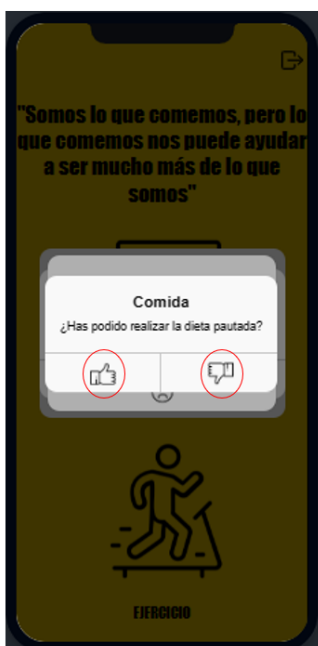 "Somos lo que comemos, pero lo
que comemos nos puede ayudar
a ser mucho más de lo que
somos"
Comida
¿Has podido realizar la dieta pautada?
EJERCICIO